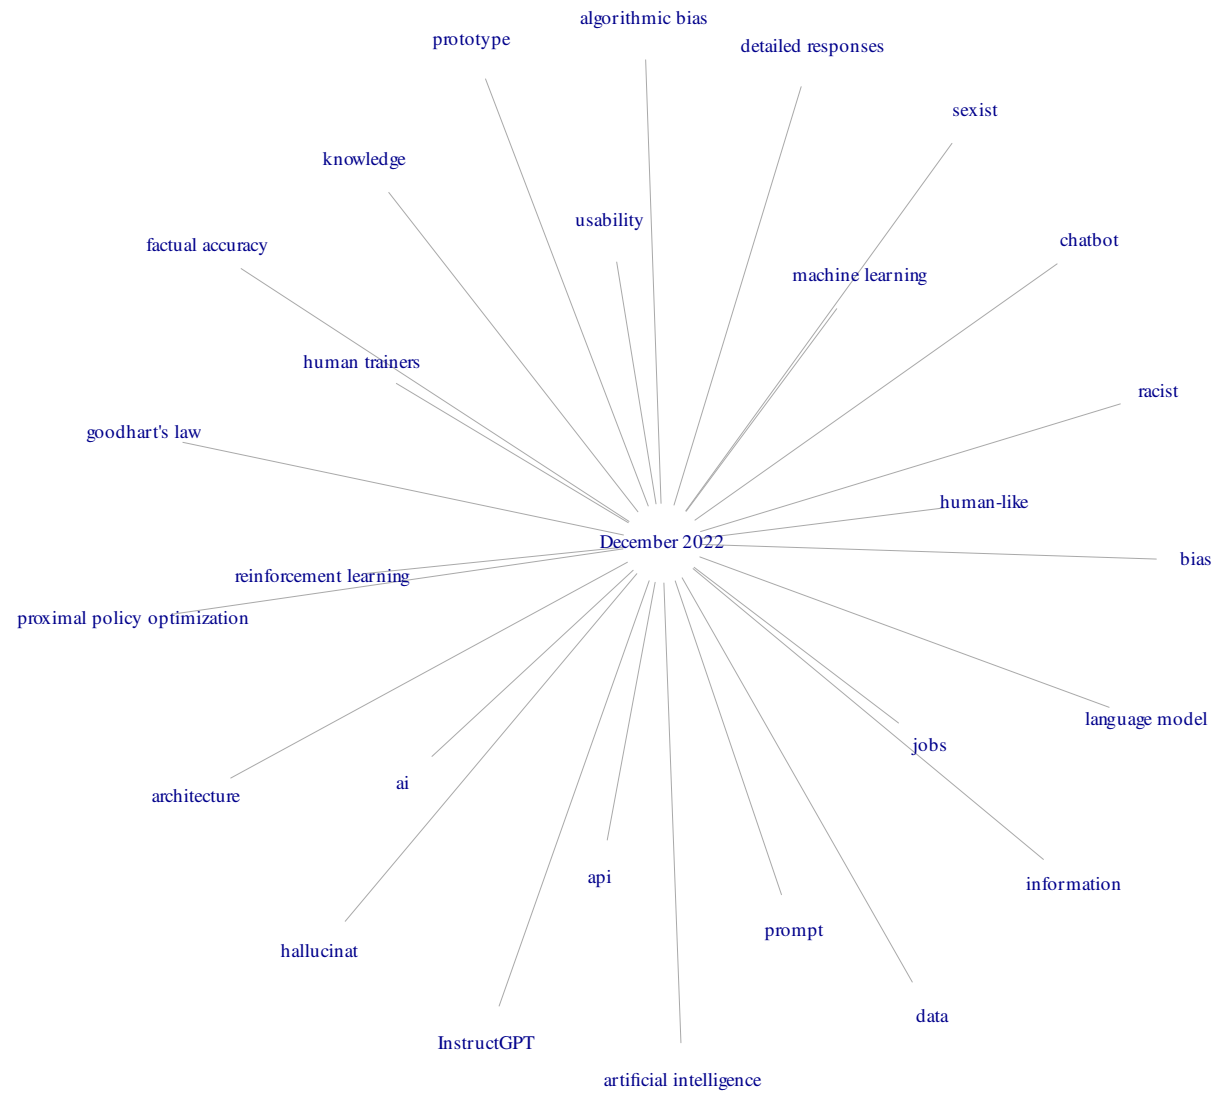 algorithmic bias
prototype
detailed responses
sexist
knowledge
usability
chatbot
factual accuracy
machine learning
human trainers
racist
goodhart's law
human-like
December 2022
bias
reinforcement learning
proximal policy optimization
language model
jobs
ai
architecture
api
information
prompt
hallucinat
data
InstructGPT
artificial intelligence